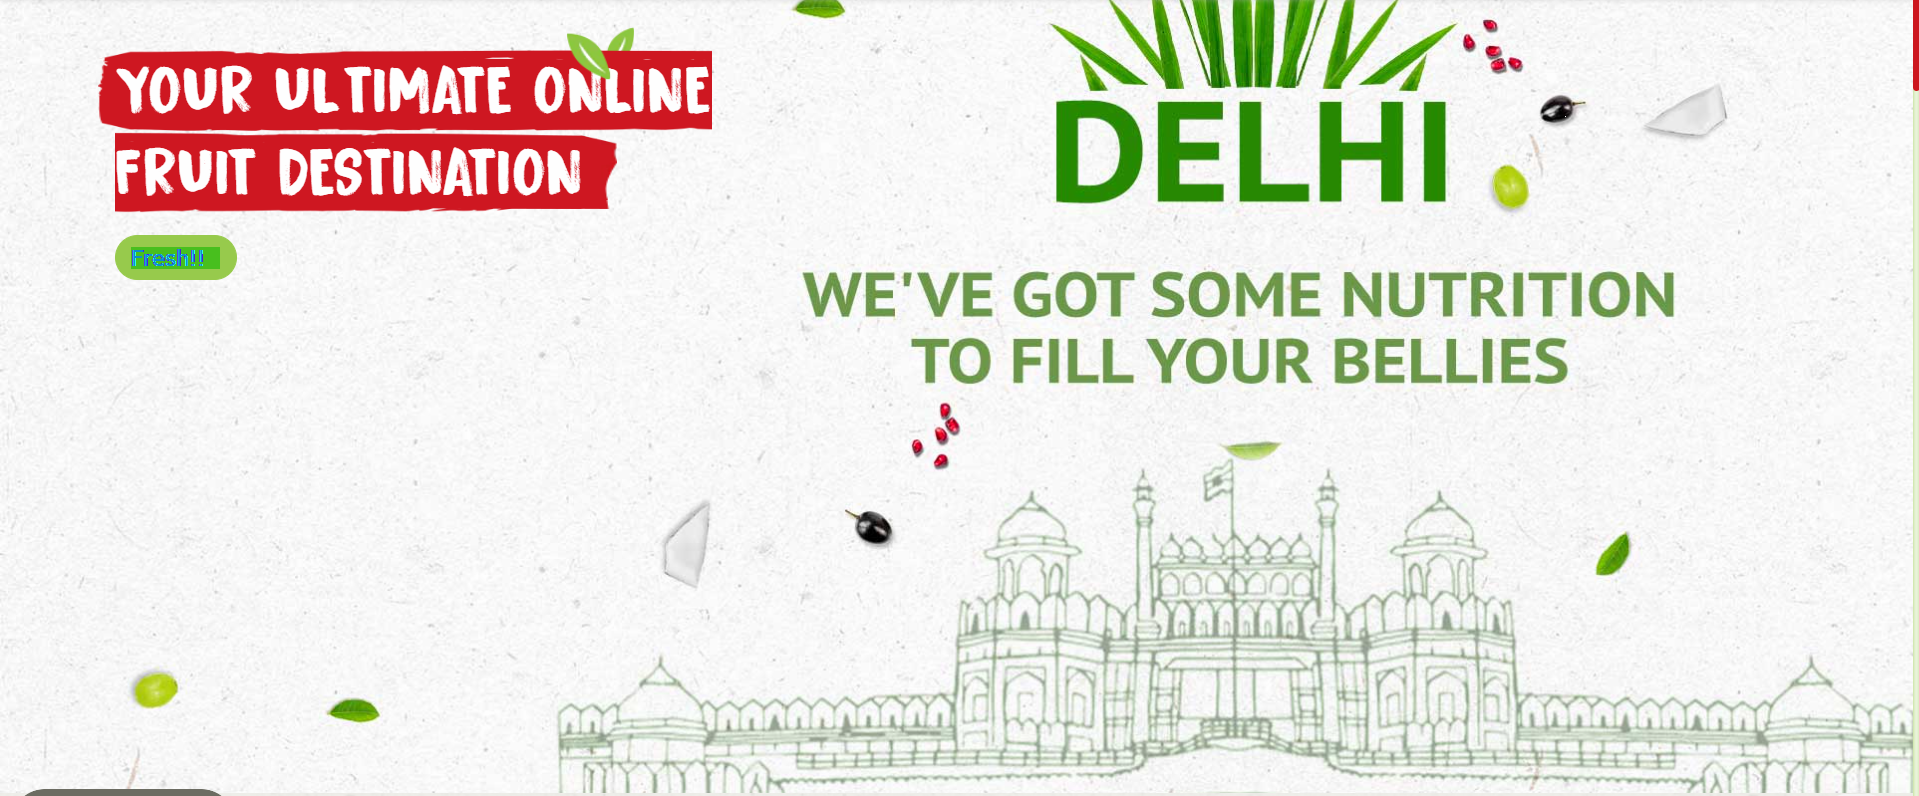 YOUR ULTIMATE ONLINE
FRUIT DESTINATION
Fresh!!
DELHI
WE'VE GOT SOME NUTRITION
TO FILL YOUR BELLIES